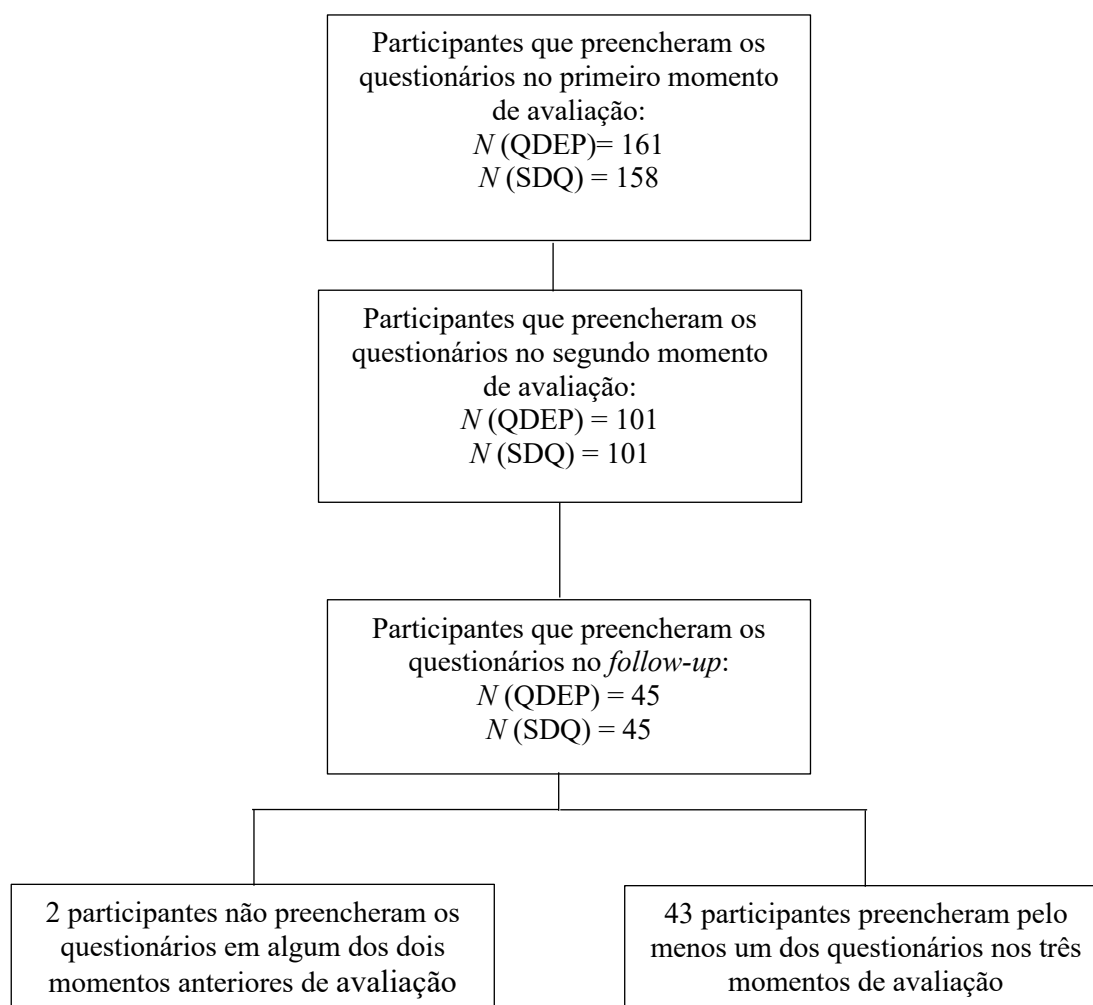 Participantes que preencheram os
questionários no primeiro momento
de avaliação:
N (QDEP)= 161
N (SDQ) = 158
Participantes que preencheram os
questionários no segundo momento
de avaliação:
N (QDEP) = 101
N (SDQ) = 101
Participantes que preencheram os
questionários no follow-up:
N (QDEP) = 45
N (SDQ) = 45
2 participantes não preencheram os
questionários em algum dos dois
momentos anteriores de avaliação
43 participantes preencheram pelo
menos um dos questionários nos três
momentos de avaliação